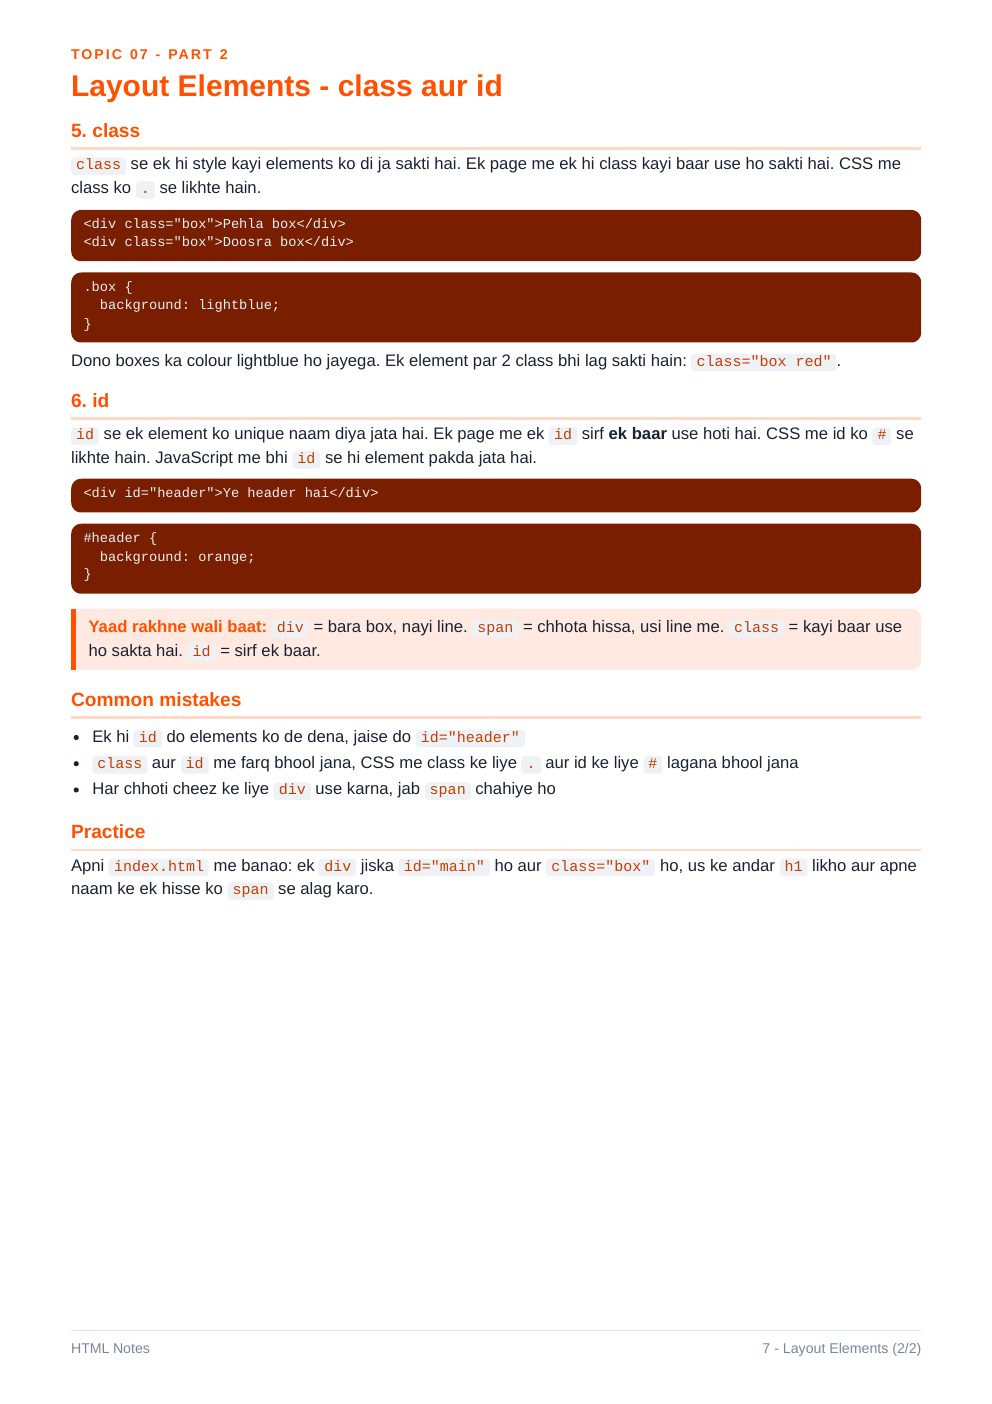 TOPIC 07 - PART 2
Layout Elements - class aur id
5. class
class se ek hi style kayi elements ko di ja sakti hai. Ek page me ek hi class kayi baar use ho sakti hai. CSS me
class ko . se likhte hain.
<div class="box">Pehla box</div>
<div class="box">Doosra box</div>
.box {
  background: lightblue;
}
Dono boxes ka colour lightblue ho jayega. Ek element par 2 class bhi lag sakti hain: class="box red".
6. id
id se ek element ko unique naam diya jata hai. Ek page me ek id sirf ek baar use hoti hai. CSS me id ko # se
likhte hain. JavaScript me bhi id se hi element pakda jata hai.
<div id="header">Ye header hai</div>
#header {
  background: orange;
}
Yaad rakhne wali baat: div = bara box, nayi line. span = chhota hissa, usi line me. class = kayi baar use
ho sakta hai. id = sirf ek baar.
Common mistakes
• Ek hi id do elements ko de dena, jaise do id="header"
• class aur id me farq bhool jana, CSS me class ke liye . aur id ke liye # lagana bhool jana
• Har chhoti cheez ke liye div use karna, jab span chahiye ho
Practice
Apni index.html me banao: ek div jiska id="main" ho aur class="box" ho, us ke andar h1 likho aur apne
naam ke ek hisse ko span se alag karo.
HTML Notes
7 - Layout Elements (2/2)